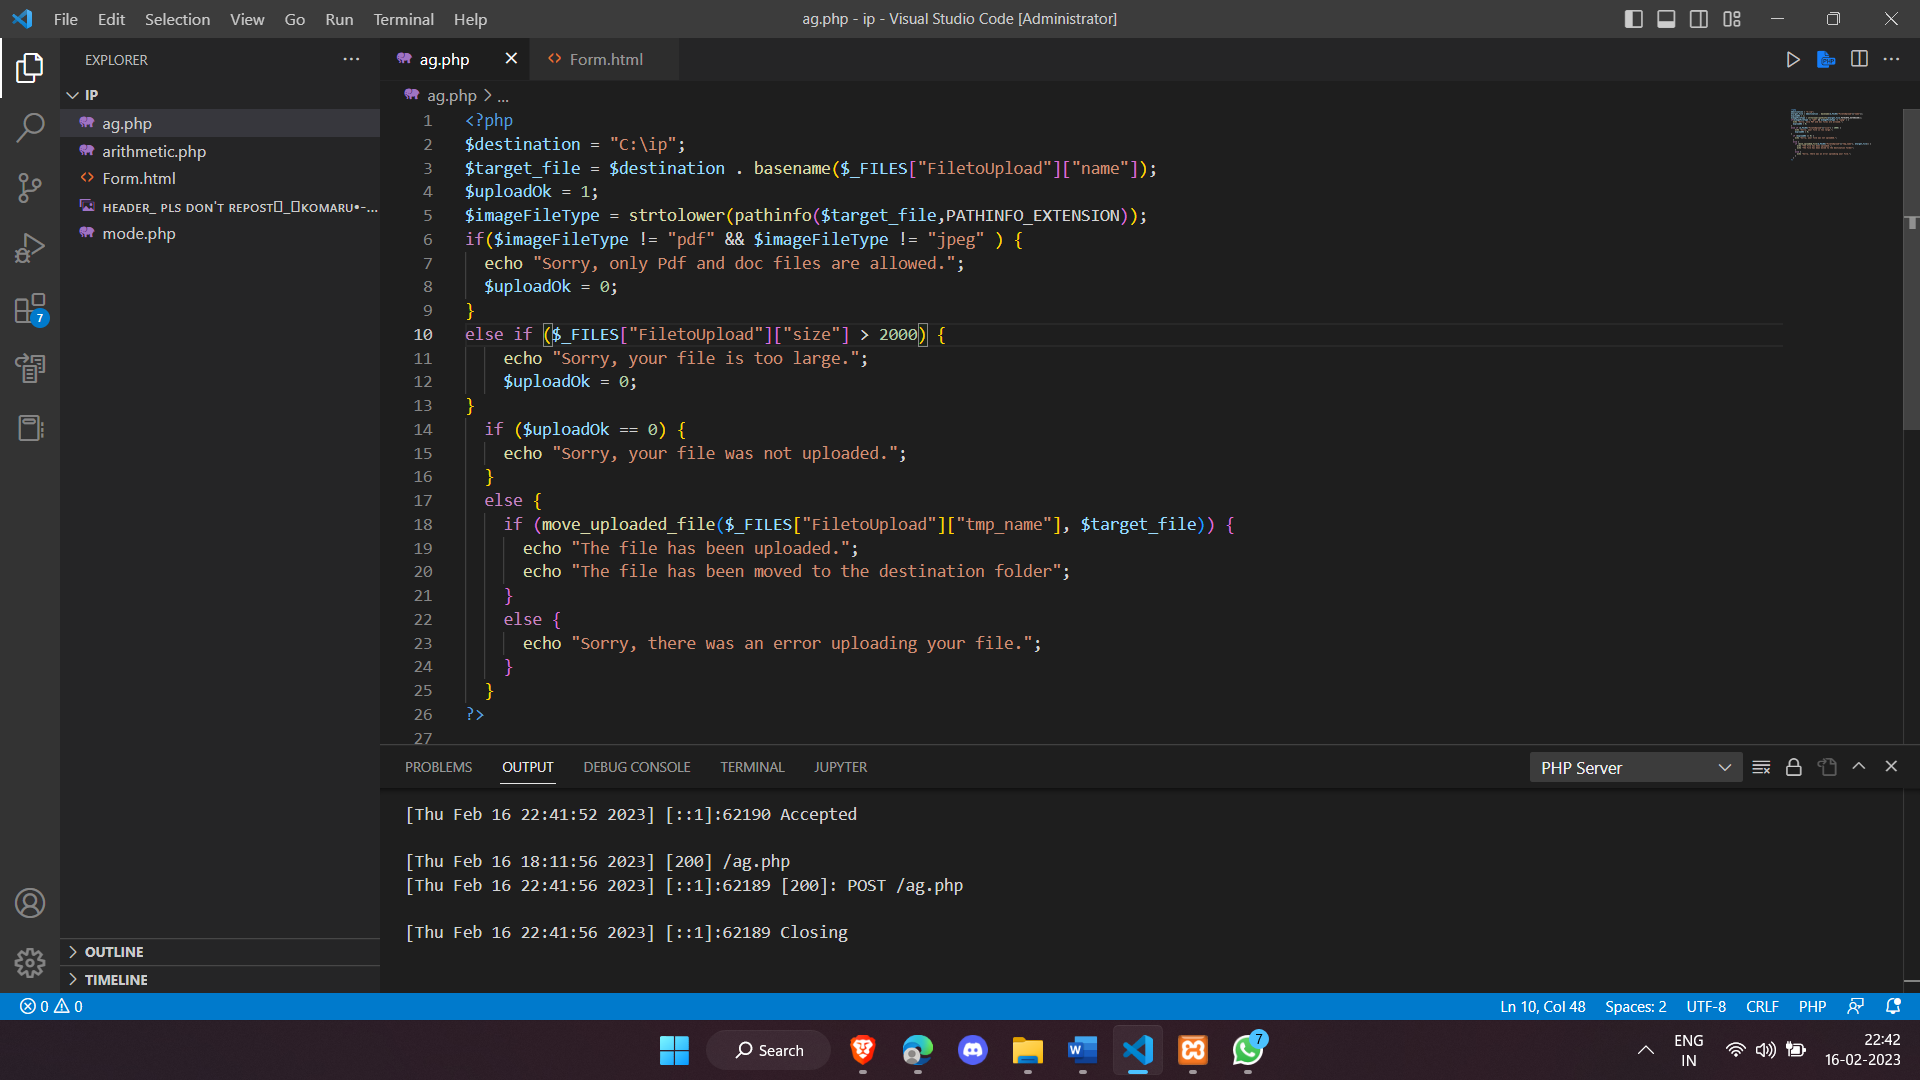 File Edit Selection View Go Run Terminal Help
ag.php - ip - Visual Studio Code [Administrator]
EXPLORER
IP
ag.php
arithmetic.php
Form.html
HEADER_ PLS DON'T REPOST▯_▯KOMARU•-...
mode.php
OUTLINE
TIMELINE
7
ag.php
Form.html
ag.php > ...
1 <?php
2 $destination = "C:\ip";
3 $target_file = $destination . basename($_FILES["FiletoUpload"]["name"]);
4 $uploadOk = 1;
5 $imageFileType = strtolower(pathinfo($target_file,PATHINFO_EXTENSION));
6 if($imageFileType != "pdf" && $imageFileType != "jpeg" ) {
7 echo "Sorry, only Pdf and doc files are allowed.";
8 $uploadOk = 0;
9 }
10 else if ($_FILES["FiletoUpload"]["size"] > 2000) {
11 echo "Sorry, your file is too large.";
12 $uploadOk = 0;
13 }
14 if ($uploadOk == 0) {
15 echo "Sorry, your file was not uploaded.";
16 }
17 else {
18 if (move_uploaded_file($_FILES["FiletoUpload"]["tmp_name"], $target_file)) {
19 echo "The file has been uploaded.";
20 echo "The file has been moved to the destination folder";
21 }
22 else {
23 echo "Sorry, there was an error uploading your file.";
24 }
25 }
26 ?>
27
PROBLEMS OUTPUT DEBUG CONSOLE TERMINAL JUPYTER
PHP Server
[Thu Feb 16 22:41:52 2023] [::1]:62190 Accepted
[Thu Feb 16 18:11:56 2023] [200] /ag.php
[Thu Feb 16 22:41:56 2023] [::1]:62189 [200]: POST /ag.php
[Thu Feb 16 22:41:56 2023] [::1]:62189 Closing
0 0
Ln 10, Col 48 Spaces: 2 UTF-8 CRLF PHP
Search
7
ENG
IN
22:42
16-02-2023